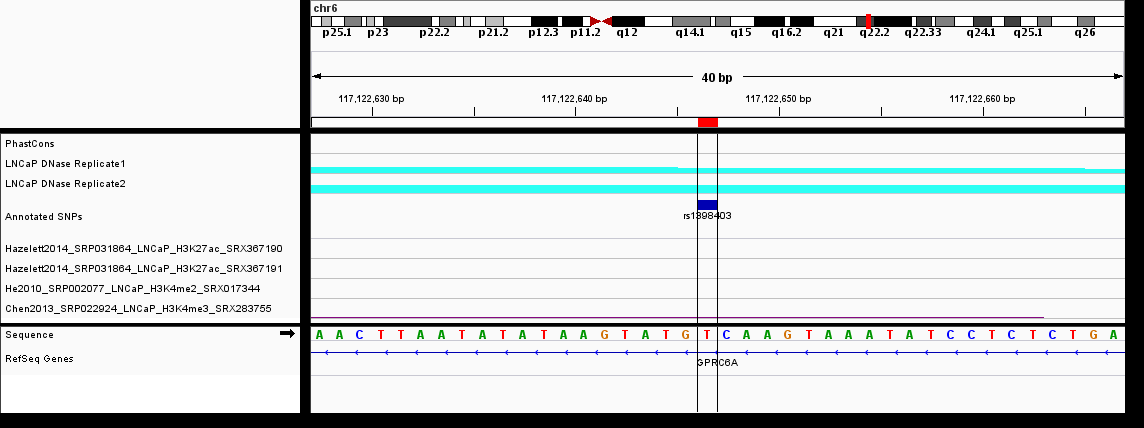 chr6
p25.1 p23 p22.2 p21.2 p12.3 p11.2 q12 q14.1 q15 q16.2 q21 q22.2 q22.33 q24.1 q25.1 q26
40 bp
117,122,630 bp 117,122,640 bp 117,122,650 bp 117,122,660 bp
PhastCons
LNCaP DNase Replicate1
LNCaP DNase Replicate2
Annotated SNPs rs1898403
Hazelett2014_SRP031864_LNCaP_H3K27ac_SRX367190
Hazelett2014_SRP031864_LNCaP_H3K27ac_SRX367191
He2010_SRP002077_LNCaP_H3K4me2_SRX017344
Chen2013_SRP022924_LNCaP_H3K4me3_SRX283755
Sequence A A C T T A A T A T A T A A G T A T G T C A A G T A A A T A T C C T C T C T G A
RefSeq Genes GPRC6A